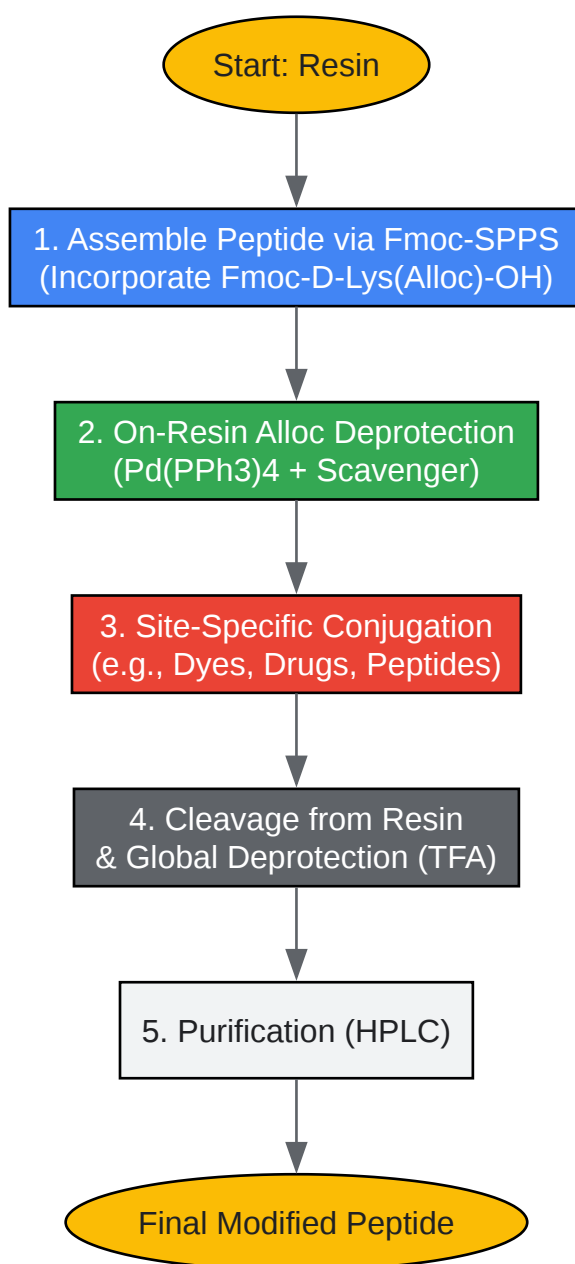 Start: Resin
1. Assemble Peptide via Fmoc-SPPS
(Incorporate Fmoc-D-Lys(Alloc)-OH)
2. On-Resin Alloc Deprotection
(Pd(PPh3)4 + Scavenger)
3. Site-Specific Conjugation
(e.g., Dyes, Drugs, Peptides)
4. Cleavage from Resin
& Global Deprotection (TFA)
5. Purification (HPLC)
Final Modified Peptide